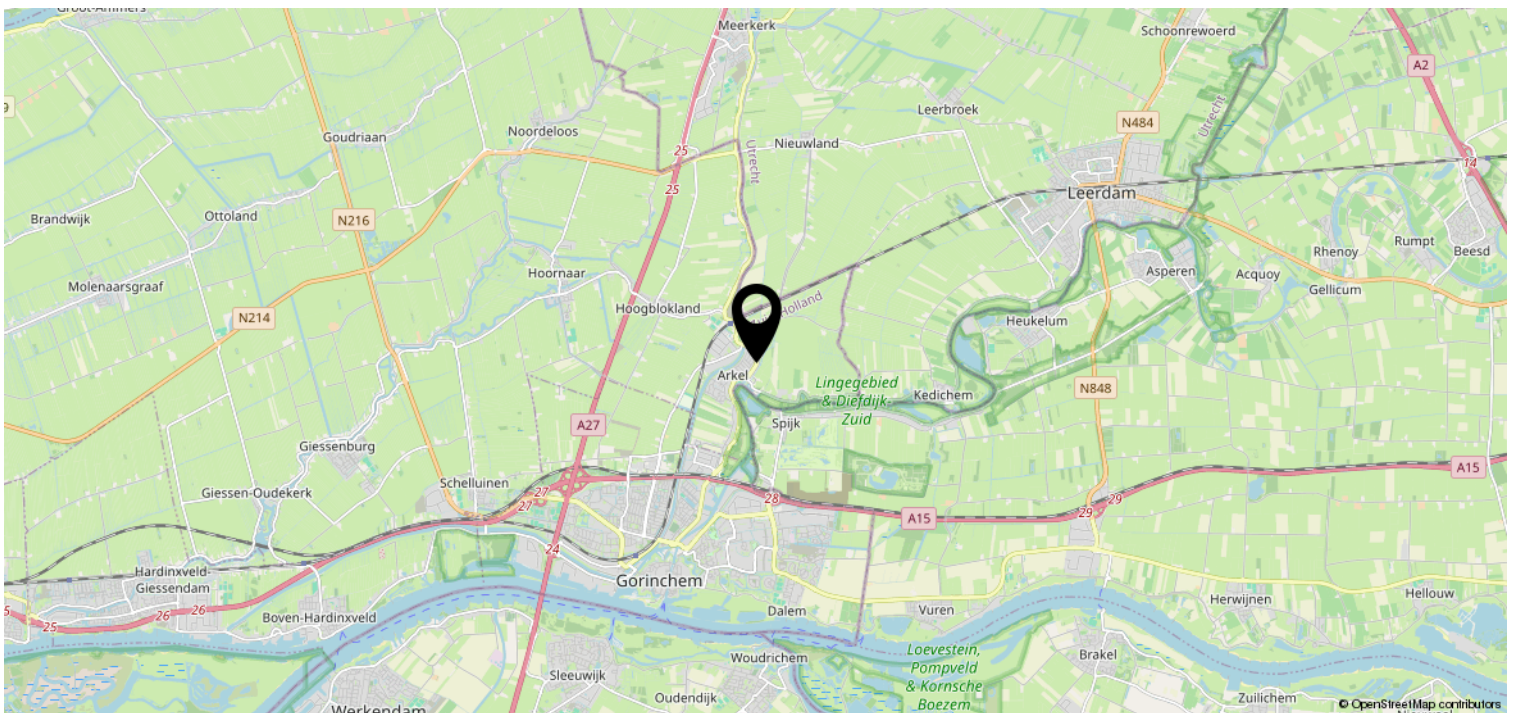 Groot-Ammers
Meerkerk
Schoonrewoerd
A2
9
Leerbroek
N484
Utrecht
Noordeloos
Goudriaan
Nieuwland
25
Utrecht
14
25
Leerdam
Brandwijk
Ottoland
N216
Rhenoy
Rumpt
Beesd
Hoornaar
Asperen
Acquoy
Molenaarsgraaf
Gellicum
Hoogblokland
Holland
N214
Heukelum
Arkel
Lingegebied
& Diefdijk-
Zuid
N848
Kedichem
A27
Spijk
Giessenburg
A15
Schelluinen
Giessen-Oudekerk
27
27
28
29
29
A15
24
Hardinxveld-
Giessendam
Gorinchem
Hellouw
Herwijnen
5
25
26
26
Boven-Hardinxveld
Dalem
Vuren
Loevestein,
Pompveld
& Kornsche
Boezem
Woudrichem
Brakel
Sleeuwijk
Oudendijk
Zuilichem
Werkendam
© OpenStreetMap contributors